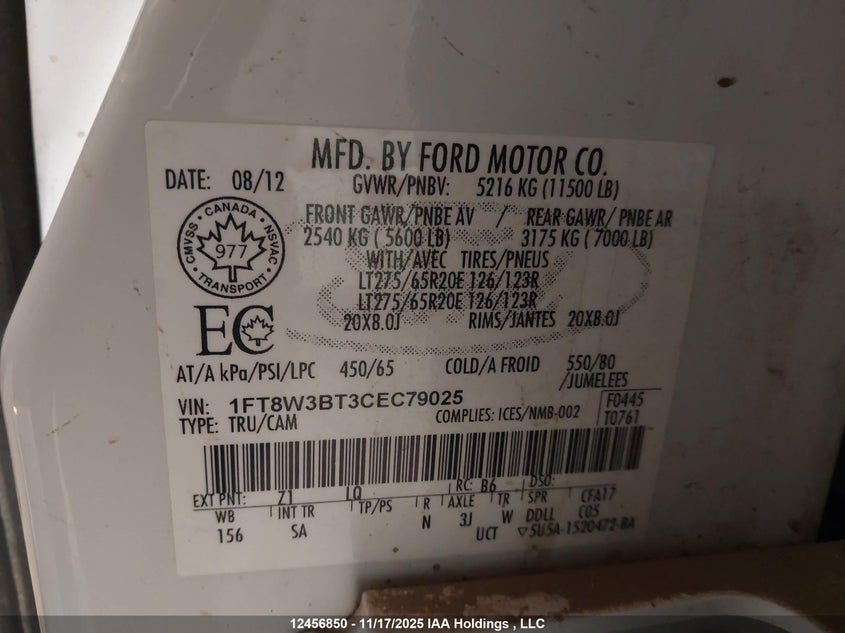 MFD. BY FORD MOTOR CO.
DATE: 08/12 GVWR/PNBV: 5216 KG (11500 LB)
FRONT GAWR/PNBE AV / REAR GAWR/ PNBE AR
2540 KG ( 5600 LB) 3175 KG ( 7000 LB)
WITH/AVEC TIRES/PNEUS
LT275/65R20E 126/123R
LT275/65R20E 126/123R
20X8.0J RIMS/JANTES 20X8.0J
CMVSS · CANADA · NSVAC
977
· TRANSPORT ·
EC
AT/A kPa/PSI/LPC 450/65 COLD/A FROID 550/80
/JUMELEES
VIN: 1FT8W3BT3CEC79025
TYPE: TRU/CAM COMPLIES: ICES/NMB-002
F0445
T0761
EXT PNT: Z1 LQ RC: B6 DSO:
WB INT TR TP/PS R AXLE TR SPR CFA17
156 SA N 3J W DDLL C05
UCT ▽5U5A-1520472-BA
12456850 - 11/17/2025 IAA Holdings , LLC